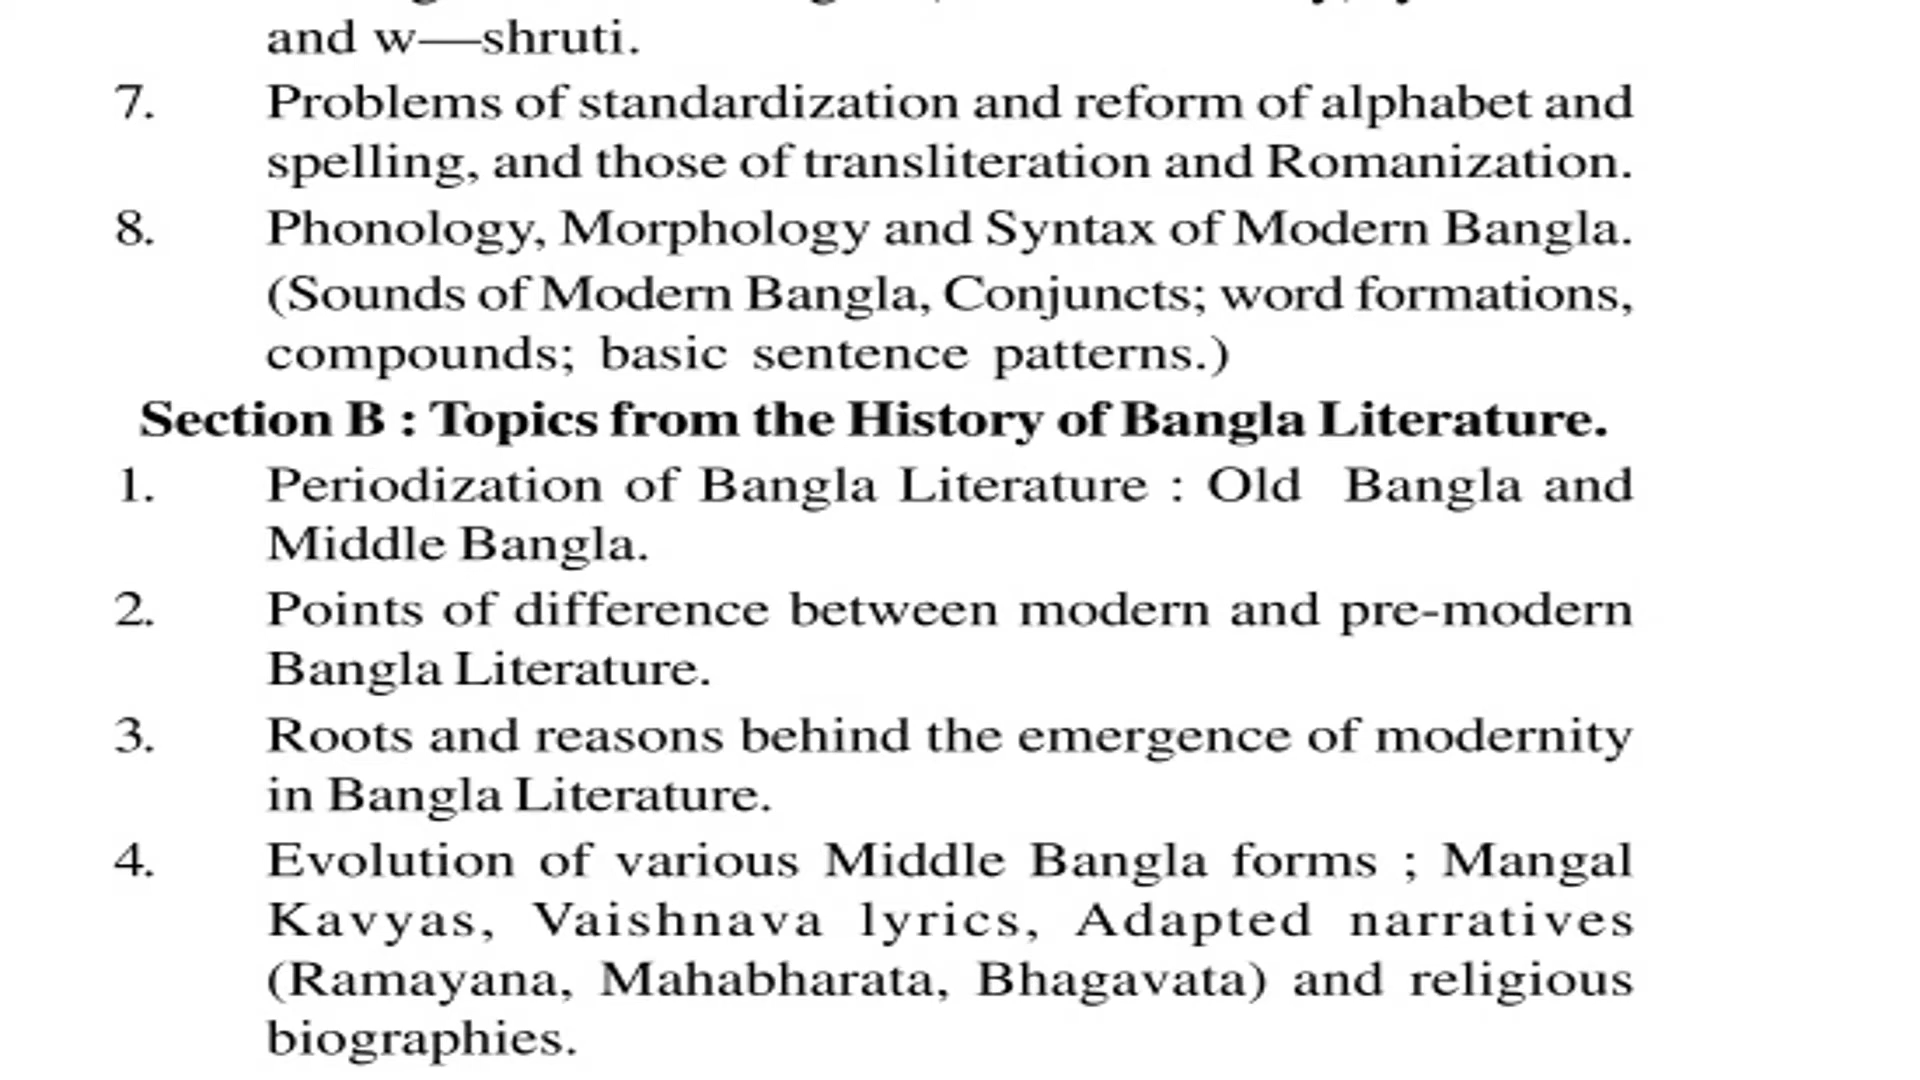 and w—shruti.
7. Problems of standardization and reform of alphabet and
spelling, and those of transliteration and Romanization.
8. Phonology, Morphology and Syntax of Modern Bangla.
(Sounds of Modern Bangla, Conjuncts; word formations,
compounds; basic sentence patterns.)
Section B : Topics from the History of Bangla Literature.
1. Periodization of Bangla Literature : Old Bangla and
Middle Bangla.
2. Points of difference between modern and pre-modern
Bangla Literature.
3. Roots and reasons behind the emergence of modernity
in Bangla Literature.
4. Evolution of various Middle Bangla forms ; Mangal
Kavyas, Vaishnava lyrics, Adapted narratives
(Ramayana, Mahabharata, Bhagavata) and religious
biographies.